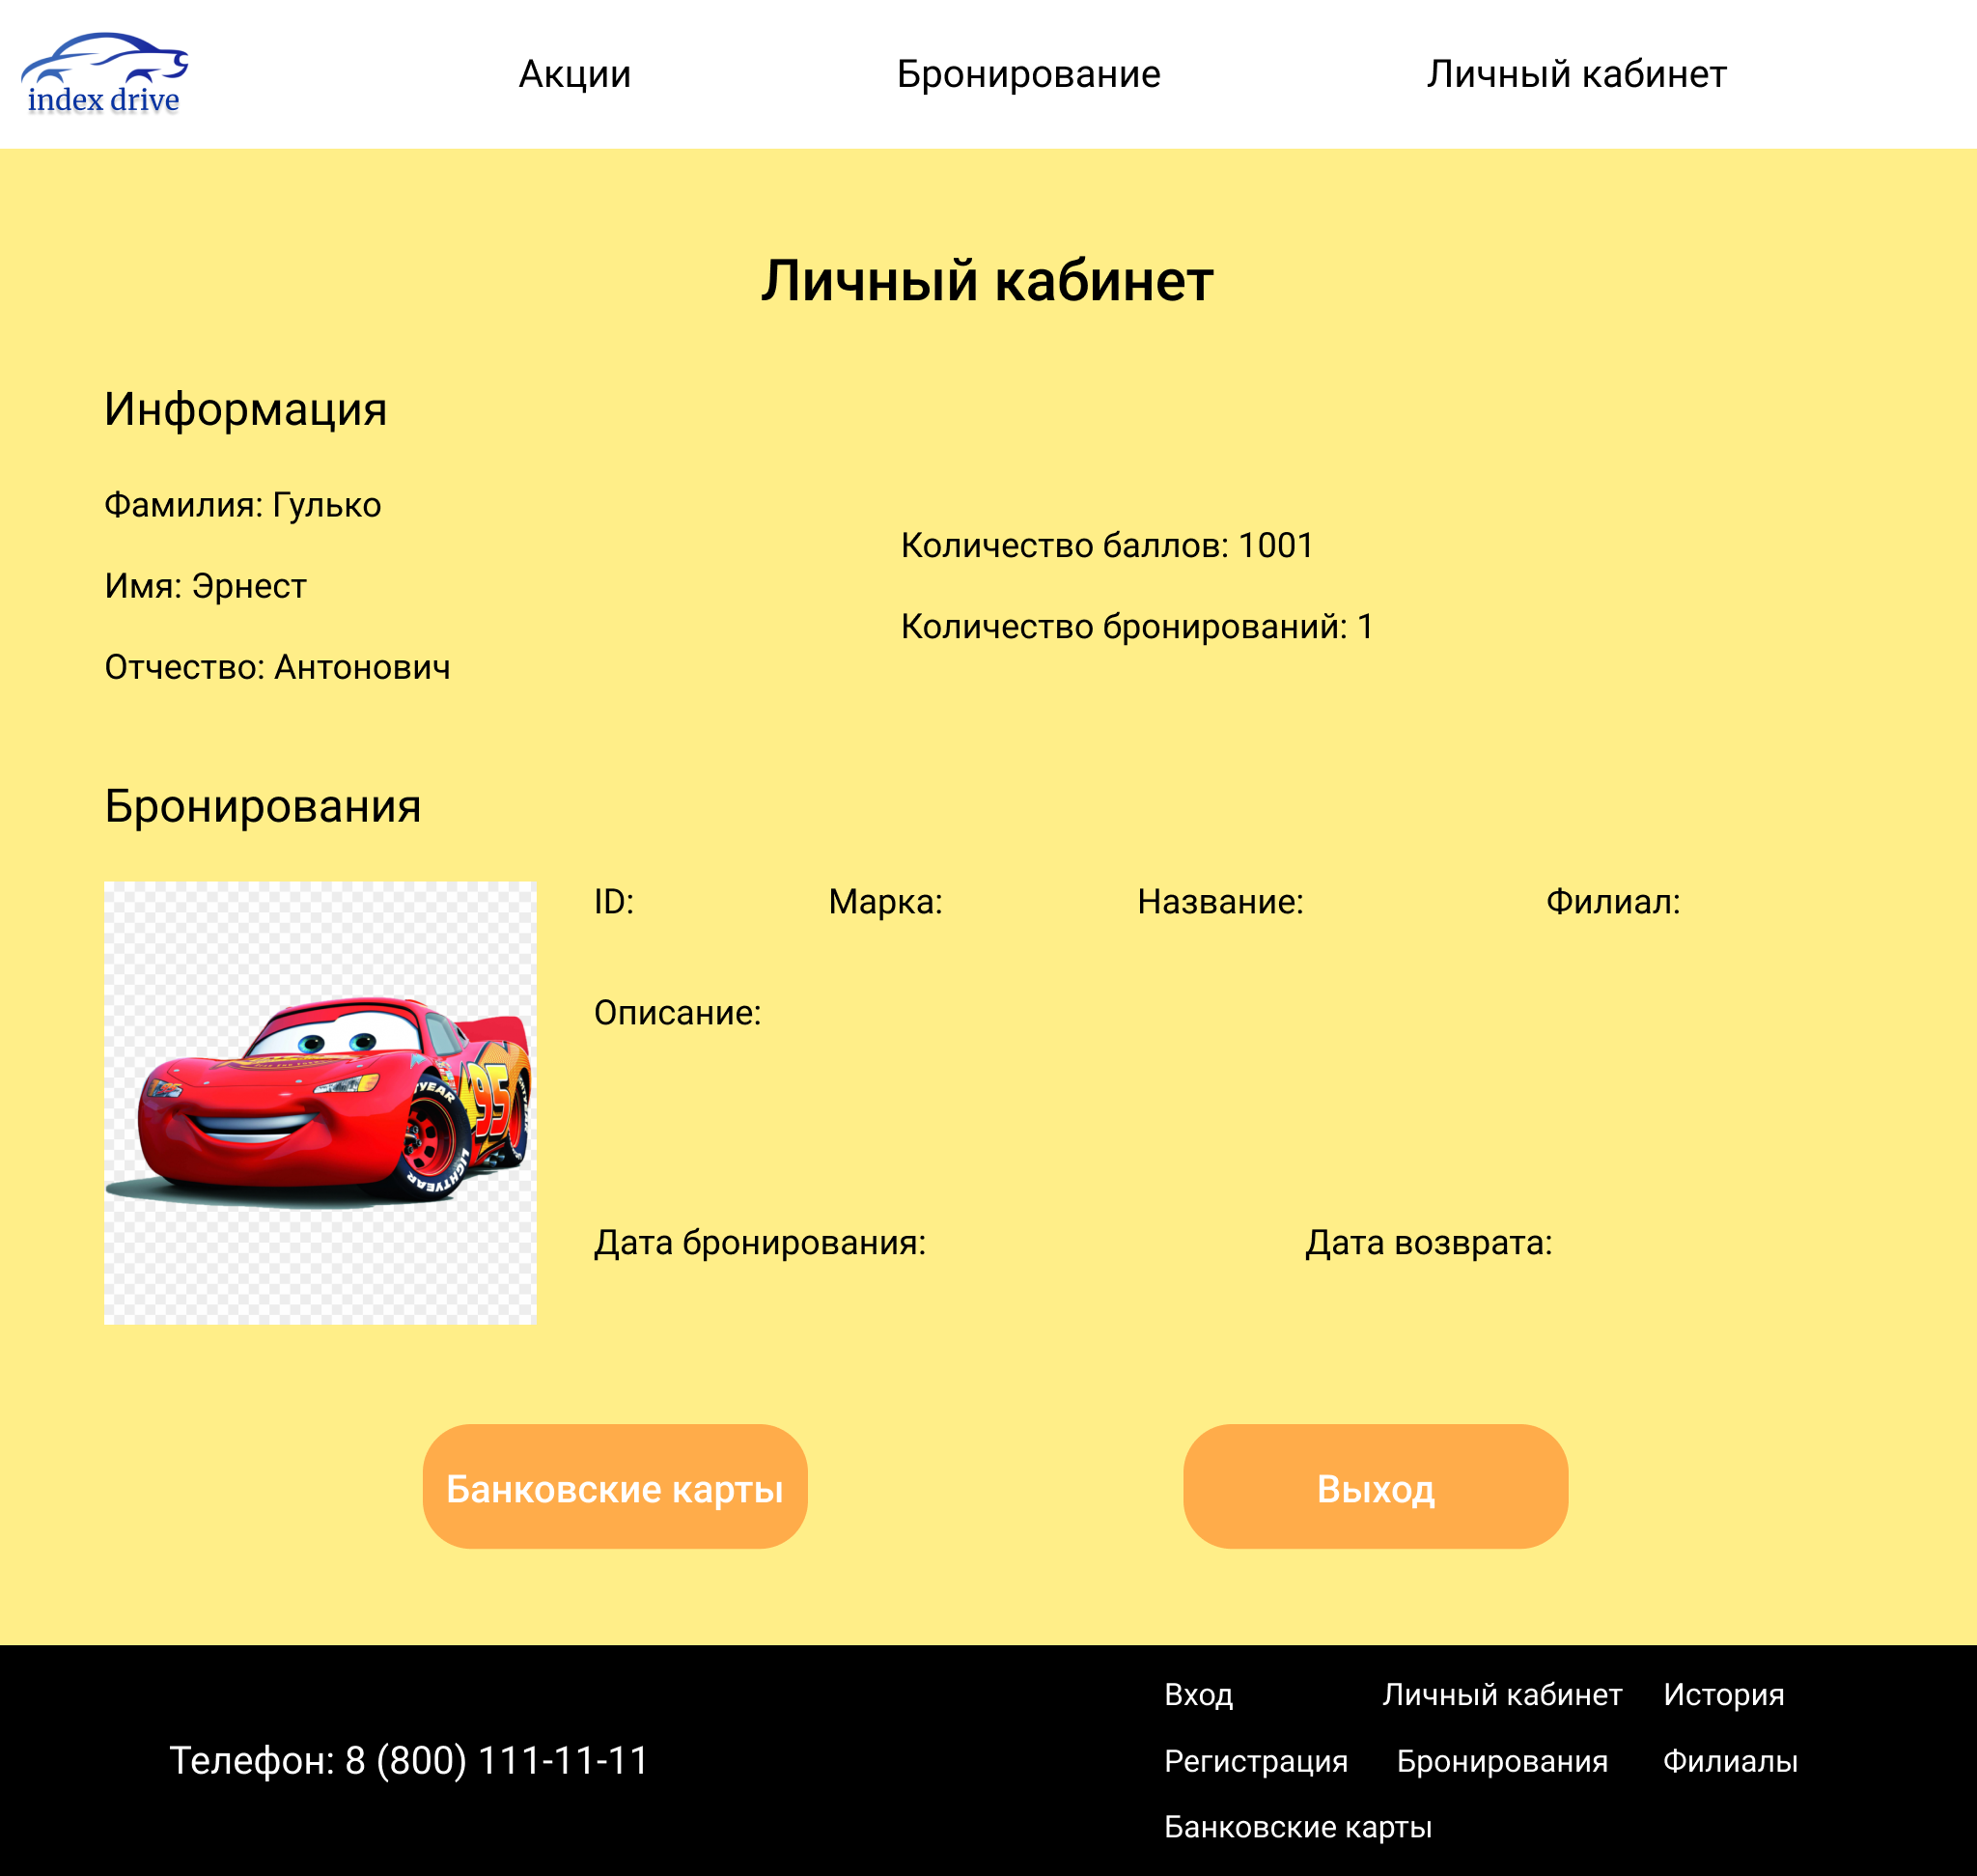 index drive
Акции
Бронирование
Личный кабинет
Личный кабинет
Информация
Фамилия: Гулько
Имя: Эрнест
Отчество: Антонович
Количество баллов: 1001
Количество бронирований: 1
Бронирования
95
LIGHTYEAR
ID:
Марка:
Название:
Филиал:
Описание:
Дата бронирования:
Дата возврата:
Банковские карты
Выход
Телефон: 8 (800) 111-11-11
Вход
Личный кабинет
История
Регистрация
Бронирования
Филиалы
Банковские карты